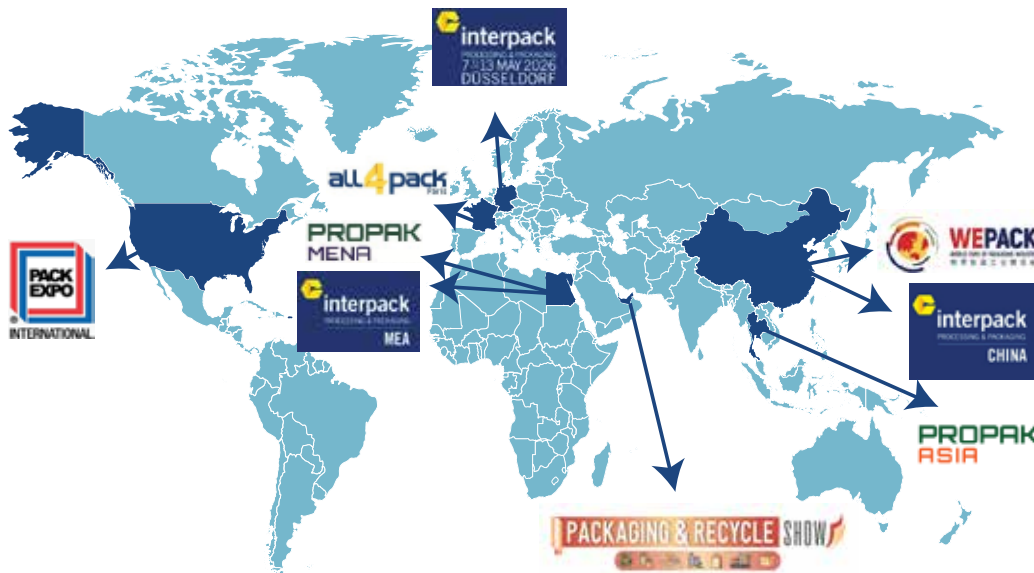 interpack
PROCESSING & PACKAGING
7–13 MAY 2026
DÜSSELDORF
all4pack
PARIS
PROPAK
MENA
PACK
EXPO
®
INTERNATIONAL
interpack
PROCESSING & PACKAGING
MEA
WEPACK
interpack
PROCESSING & PACKAGING
CHINA
PROPAK
ASIA
PACKAGING & RECYCLE SHOW